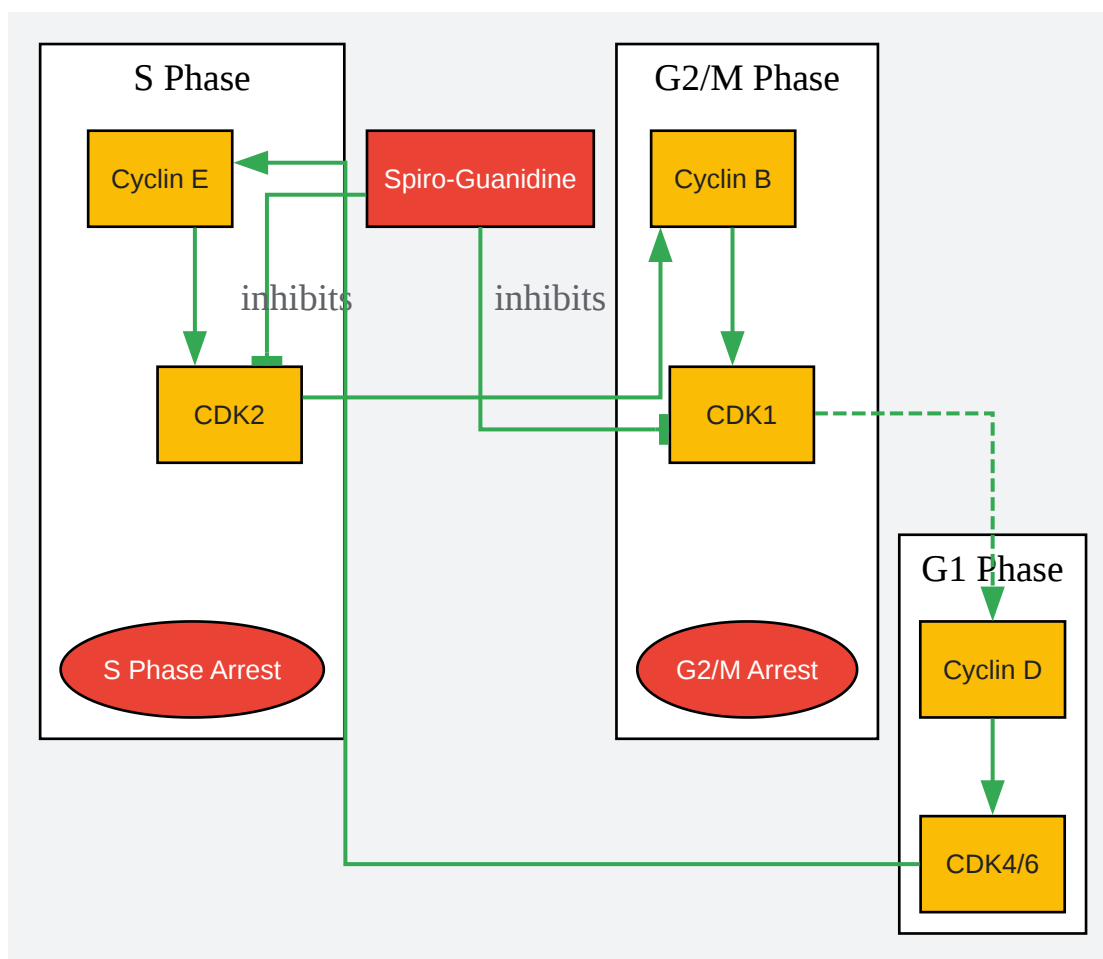 S Phase
G2/M Phase
Cyclin E
Spiro-Guanidine
Cyclin B
inhibits
inhibits
CDK2
CDK1
G1 Phase
S Phase Arrest
G2/M Arrest
Cyclin D
CDK4/6